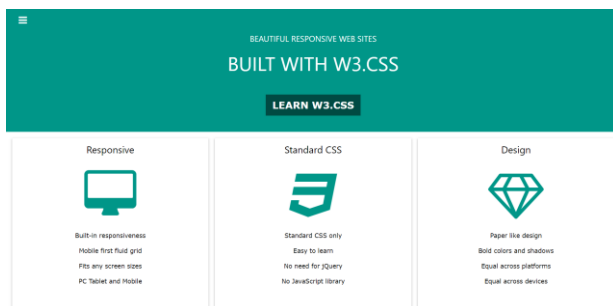 BEAUTIFUL RESPONSIVE WEB SITES
BUILT WITH W3.CSS
LEARN W3.CSS
Responsive
Built-in responsiveness
Mobile first fluid grid
Fits any screen sizes
PC Tablet and Mobile
Standard CSS
Standard CSS only
Easy to learn
No need for jQuery
No JavaScript library
Design
Paper like design
Bold colors and shadows
Equal across platforms
Equal across devices